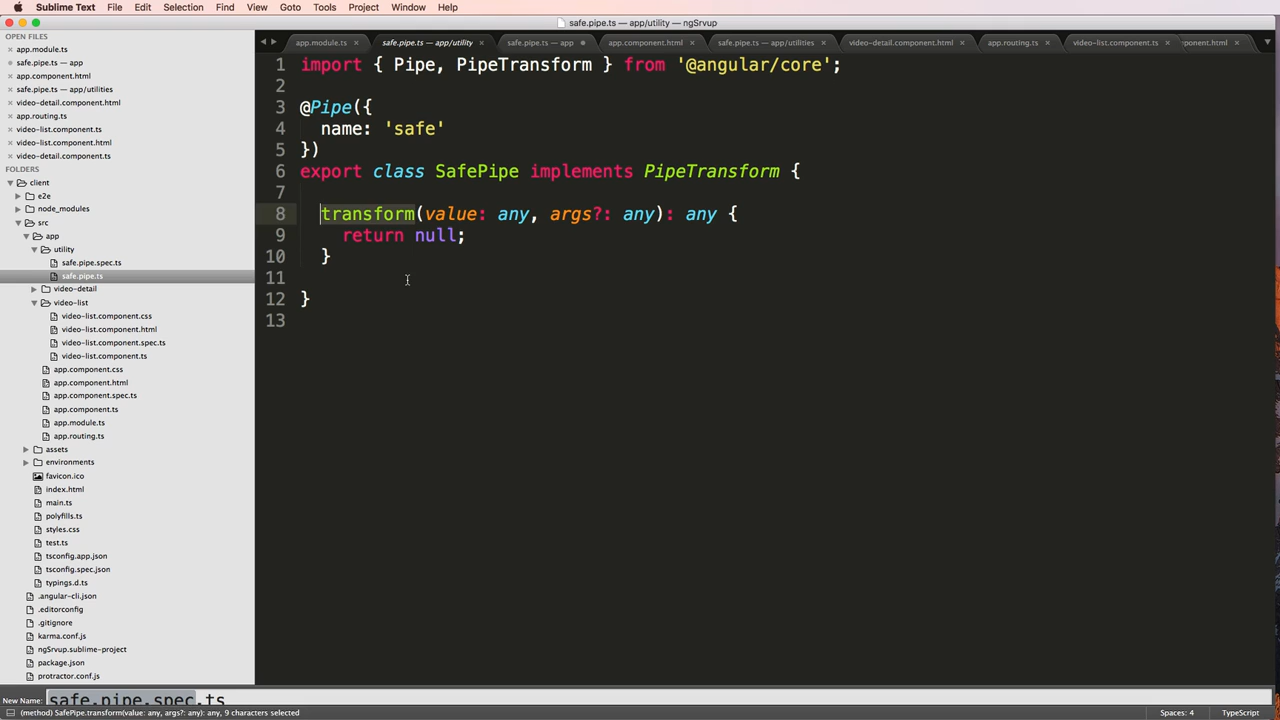 Sublime Text File Edit Selection Find View Goto Tools Project Window Help
safe.pipe.ts — app/utility — ngSrvup
OPEN FILES
app.module.ts
safe.pipe.ts — app
app.component.html
safe.pipe.ts — app/utilities
video-detail.component.html
app.routing.ts
video-list.component.ts
video-list.component.html
video-detail.component.ts
FOLDERS
client
e2e
node_modules
src
app
utility
safe.pipe.spec.ts
safe.pipe.ts
video-detail
video-list
video-list.component.css
video-list.component.html
video-list.component.spec.ts
video-list.component.ts
app.component.css
app.component.html
app.component.spec.ts
app.component.ts
app.module.ts
app.routing.ts
assets
environments
favicon.ico
index.html
main.ts
polyfills.ts
styles.css
test.ts
tsconfig.app.json
tsconfig.spec.json
typings.d.ts
.angular-cli.json
.editorconfig
.gitignore
karma.conf.js
ngSrvup.sublime-project
package.json
protractor.conf.js
app.module.ts safe.pipe.ts — app/utility safe.pipe.ts — app app.component.html safe.pipe.ts — app/utilities video-detail.component.html app.routing.ts video-list.component.ts ponent.html
1 import { Pipe, PipeTransform } from '@angular/core';
2
3 @Pipe({
4 name: 'safe'
5 })
6 export class SafePipe implements PipeTransform {
7
8 transform(value: any, args?: any): any {
9 return null;
10 }
11
12 }
13
New Name: safe.pipe.spec.ts
(method) SafePipe.transform(value: any, args?: any): any, 9 characters selected Spaces: 4 TypeScript